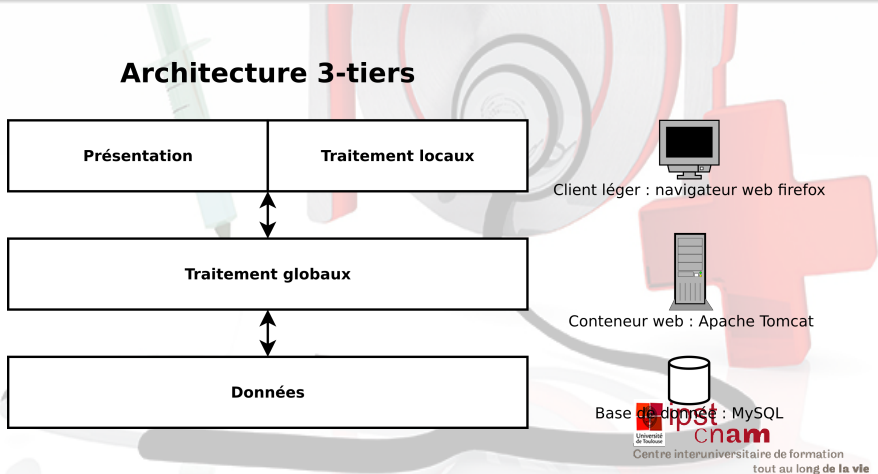 Architecture 3-tiers
Présentation
Traitement locaux
Client léger : navigateur web firefox
Traitement globaux
Conteneur web : Apache Tomcat
Données
Base de donnée : MySQL
ipst
cnam
Université
de Toulouse
Centre interuniversitaire de formation
tout au long de la vie